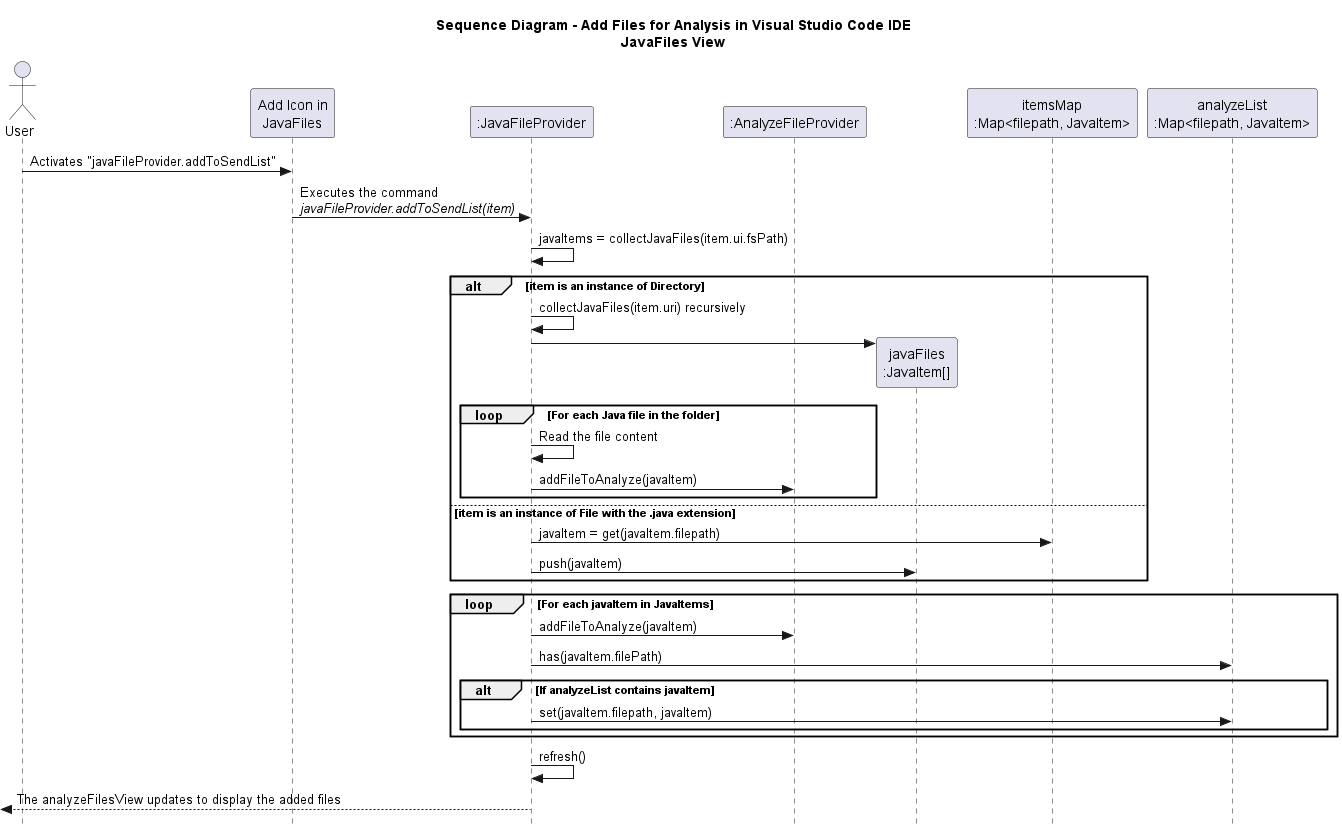 Sequence Diagram - Add Files for Analysis in Visual Studio Code IDE
JavaFiles View
User
Add Icon in
JavaFiles
:JavaFileProvider
:AnalyzeFileProvider
itemsMap
:Map<filepath, JavaItem>
analyzeList
:Map<filepath, JavaItem>
Activates "javaFileProvider.addToSendList"
Executes the command
javaFileProvider.addToSendList(item)
javaItems = collectJavaFiles(item.ui.fsPath)
alt
[item is an instance of Directory]
collectJavaFiles(item.uri) recursively
javaFiles
:JavaItem[]
loop
[For each Java file in the folder]
Read the file content
addFileToAnalyze(javaItem)
[item is an instance of File with the .java extension]
javaItem = get(javaItem.filepath)
push(javaItem)
loop
[For each javaItem in JavaItems]
addFileToAnalyze(javaItem)
has(javaItem.filePath)
alt
[If analyzeList contains javaItem]
set(javaItem.filepath, javaItem)
refresh()
The analyzeFilesView updates to display the added files